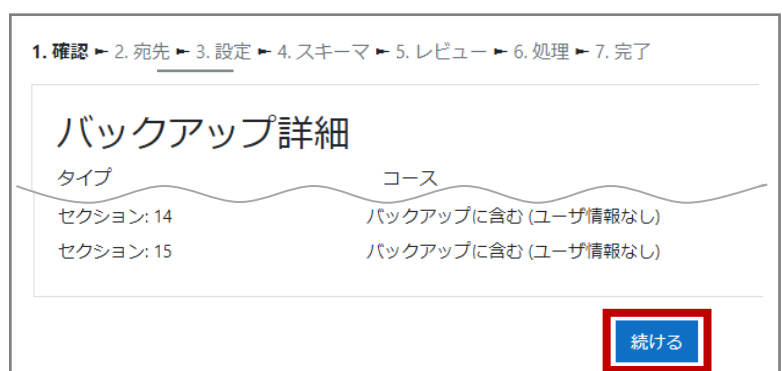 1. 確認 ► 2. 宛先 ► 3. 設定 ► 4. スキーマ ► 5. レビュー ► 6. 処理 ► 7. 完了
バックアップ詳細
タイプ コース
セクション: 14 バックアップに含む (ユーザ情報なし)
セクション: 15 バックアップに含む (ユーザ情報なし)
続ける